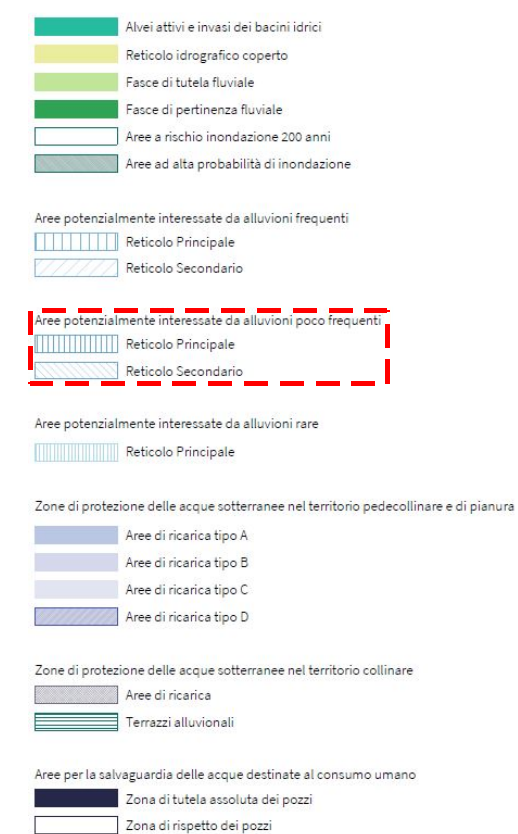 Alvei attivi e invasi dei bacini idrici
Reticolo idrografico coperto
Fasce di tutela fluviale
Fasce di pertinenza fluviale
Aree a rischio inondazione 200 anni
Aree ad alta probabilità di inondazione
Aree potenzialmente interessate da alluvioni frequenti
Reticolo Principale
Reticolo Secondario
Aree potenzialmente interessate da alluvioni poco frequenti
Reticolo Principale
Reticolo Secondario
Aree potenzialmente interessate da alluvioni rare
Reticolo Principale
Zone di protezione delle acque sotterranee nel territorio pedecollinare e di pianura
Aree di ricarica tipo A
Aree di ricarica tipo B
Aree di ricarica tipo C
Aree di ricarica tipo D
Zone di protezione delle acque sotterranee nel territorio collinare
Aree di ricarica
Terrazzi alluvionali
Aree per la salvaguardia delle acque destinate al consumo umano
Zona di tutela assoluta dei pozzi
Zona di rispetto dei pozzi